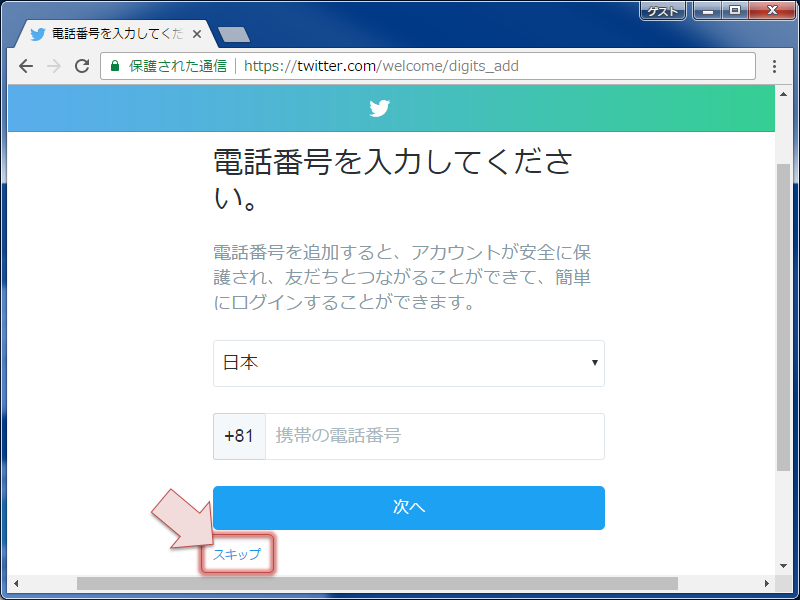 ゲスト
電話番号を入力してくだ
保護された通信 https://twitter.com/welcome/digits_add
電話番号を入力してくださ
い。
電話番号を追加すると、アカウントが安全に保
護され、友だちとつながることができて、簡単
にログインすることができます。
日本
+81 携帯の電話番号
次へ
スキップ